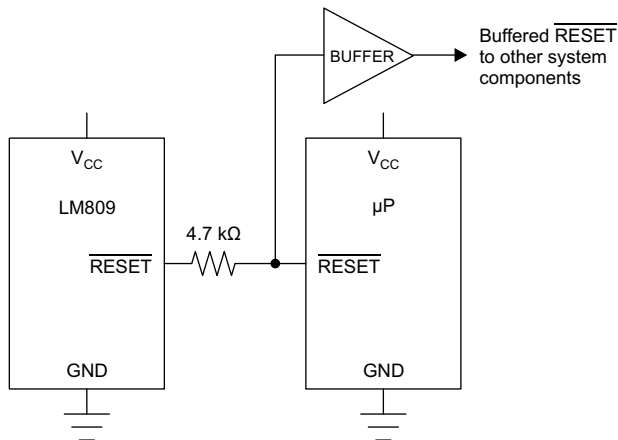 BUFFER
Buffered RESET
to other system
components
VCC
LM809
RESET
GND
4.7 kΩ
VCC
µP
RESET
GND